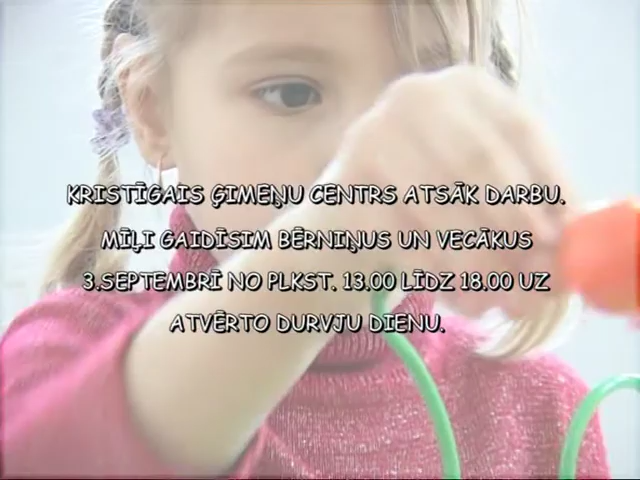 KRISTĪGAIS ĢIMEŅU CENTRS ATSĀK DARBU.
MĪĻI GAIDĪSIM BĒRNIŅUS UN VECĀKUS
3.SEPTEMBRĪ NO PLKST. 13.00 LĪDZ 18.00 UZ
ATVĒRTO DURVJU DIENU.